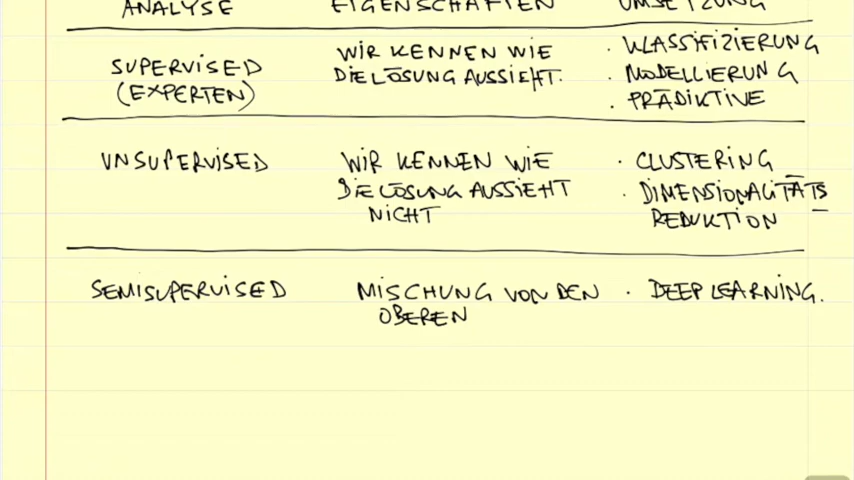 ANALYSE EIGENSCHAFTEN UMSETZUNG
SUPERVISED
(EXPERTEN)
WIR KENNEN WIE
DIE LÖSUNG AUSSIEHT.
· KLASSIFIZIERUNG
· MODELLIERUNG
· PRÄDIKTIVE
UNSUPERVISED
WIR KENNEN WIE
DIE LÖSUNG AUSSIEHT
NICHT
· CLUSTERING
· DIMENSIONALITÄTS
REDUKTION
SEMISUPERVISED
MISCHUNG VON DEN
OBEREN
· DEEP LEARNING.